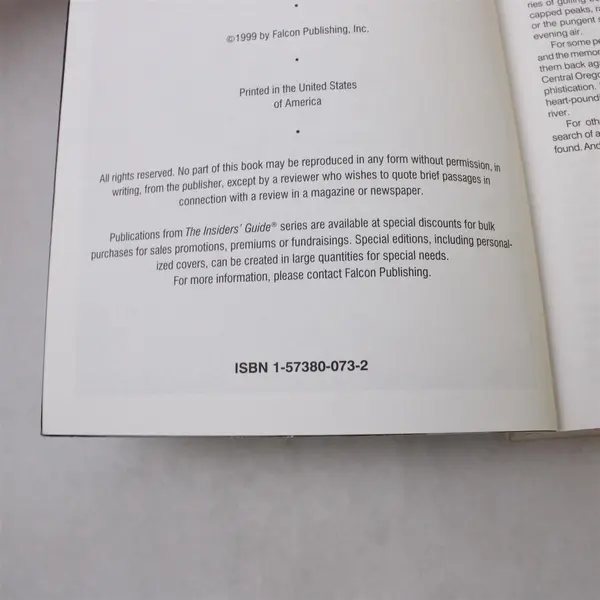 ©1999 by Falcon Publishing, Inc.
•
Printed in the United States
of America
•
All rights reserved. No part of this book may be reproduced in any form without permission, in
writing, from the publisher, except by a reviewer who wishes to quote brief passages in
connection with a review in a magazine or newspaper.
Publications from The Insiders' Guide® series are available at special discounts for bulk
purchases for sales promotions, premiums or fundraisings. Special editions, including personal-
ized covers, can be created in large quantities for special needs.
For more information, please contact Falcon Publishing.
ISBN 1-57380-073-2
ries of golfing
capped peaks,
or the pungent
evening air.
For some
and the memor
them back aga
Central Orego
phistication.
heart-poundi
river.
For oth
search of a
found. And